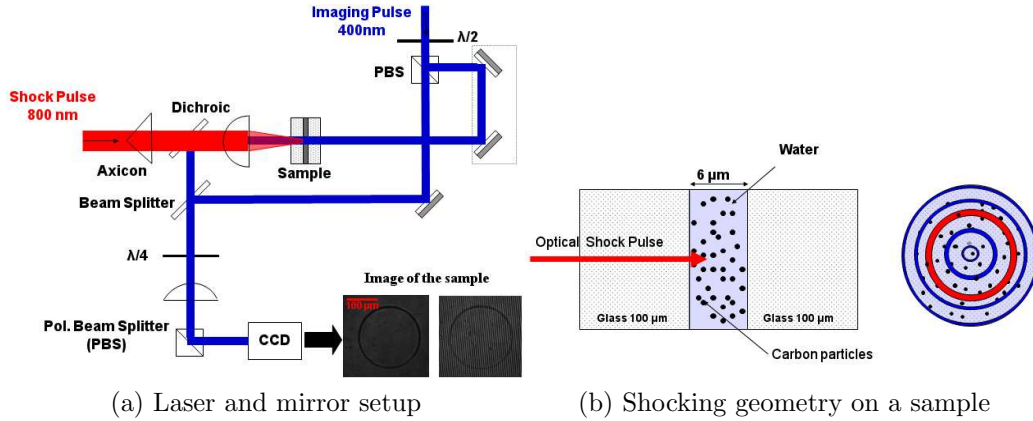 Imaging Pulse
400nm
λ/2
PBS
Shock Pulse
800 nm
Dichroic
Axicon
Sample
Beam Splitter
λ/4
Image of the sample
100 µm
Pol. Beam Splitter
(PBS)
CCD
(a) Laser and mirror setup
Water
6 µm
Optical Shock Pulse
Glass 100 µm
Glass 100 µm
Carbon particles
(b) Shocking geometry on a sample